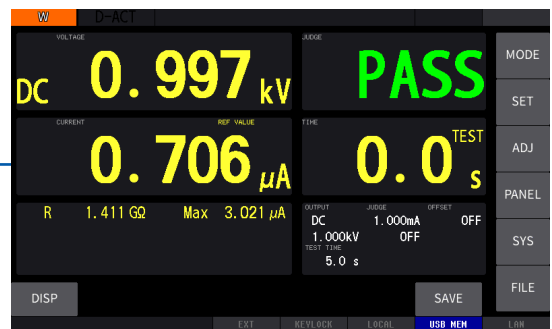 W D-ACT
VOLTAGE
DC 0.997 kV
JUDGE
PASS
MODE
SET
CURRENT REF VALUE
0.706 μA
TIME
TEST
0.0 s
ADJ
PANEL
R 1.411 GΩ Max 3.021 μA
OUTPUT JUDGE OFFSET
DC 1.000mA OFF
1.000kV OFF
TEST TIME
5.0 s
SYS
FILE
DISP
SAVE
EXT KEYLOCK LOCAL USB MEM LAN